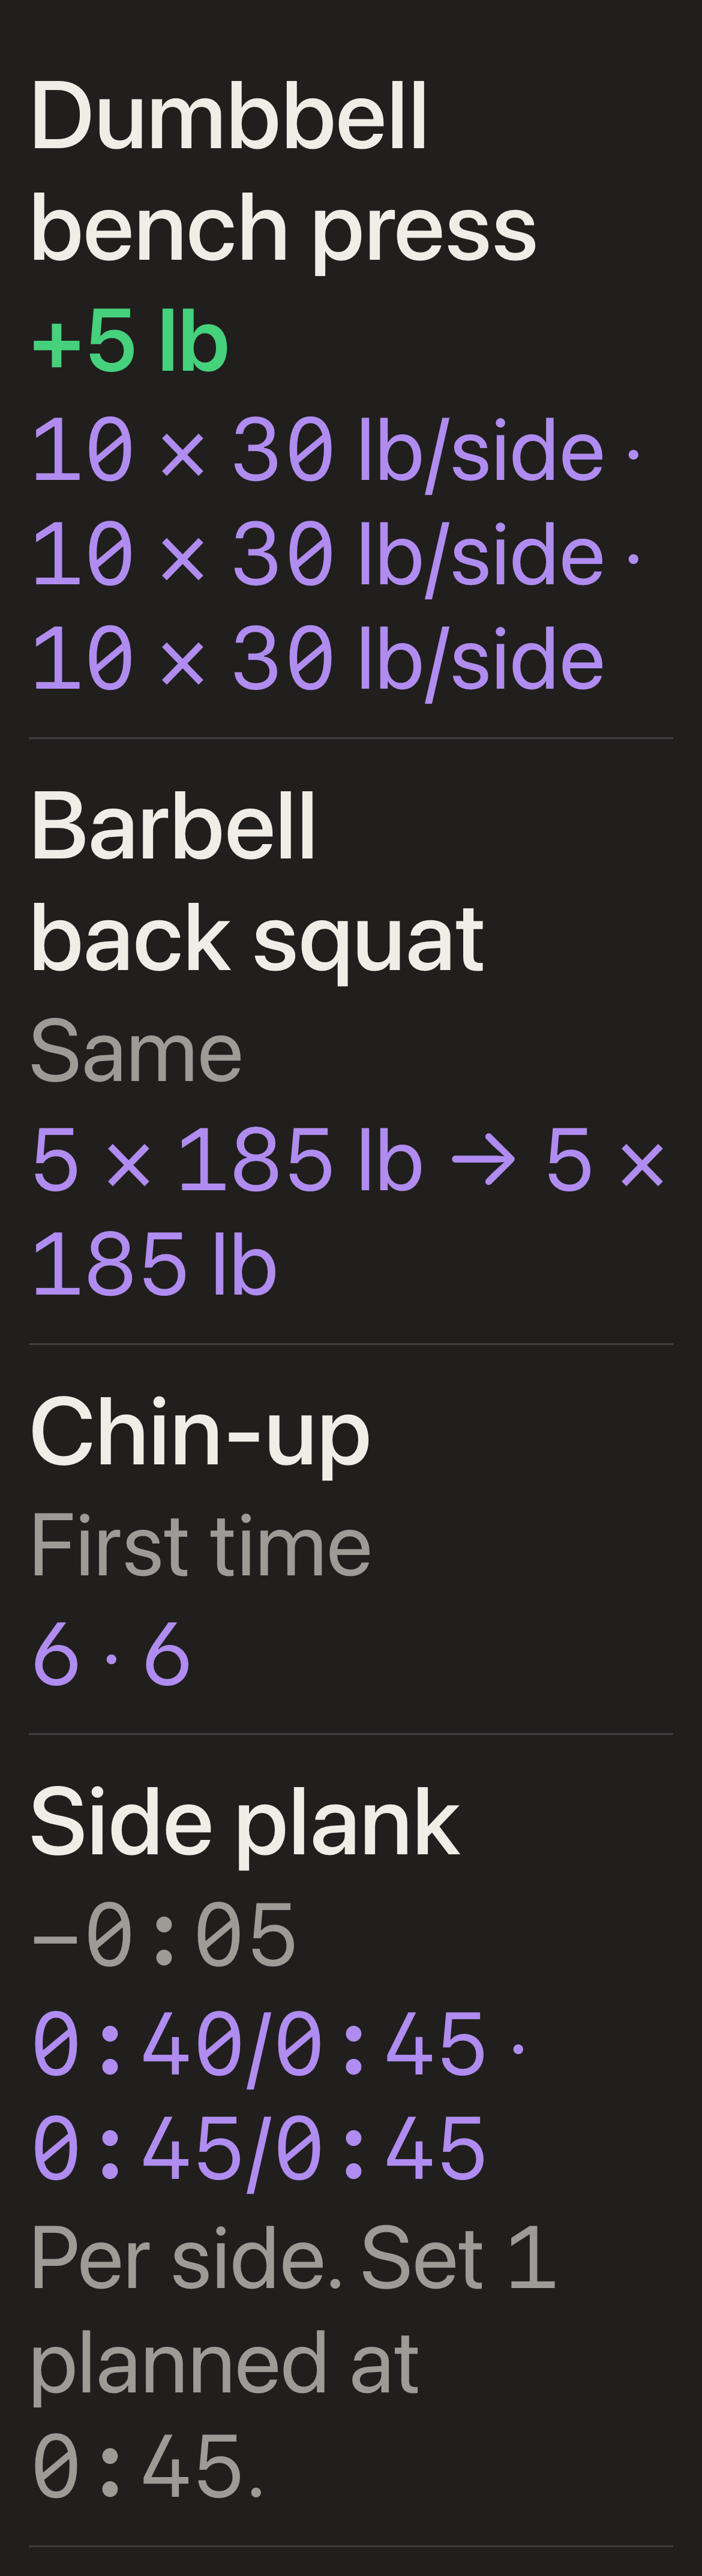 Dumbbell
bench press
+5 lb
10 × 30 lb/side ·
10 × 30 lb/side ·
10 × 30 lb/side
Barbell
back squat
Same
5 × 185 lb → 5 ×
185 lb
Chin-up
First time
6 · 6
Side plank
−0:05
0:40/0:45 ·
0:45/0:45
Per side. Set 1
planned at
0:45.